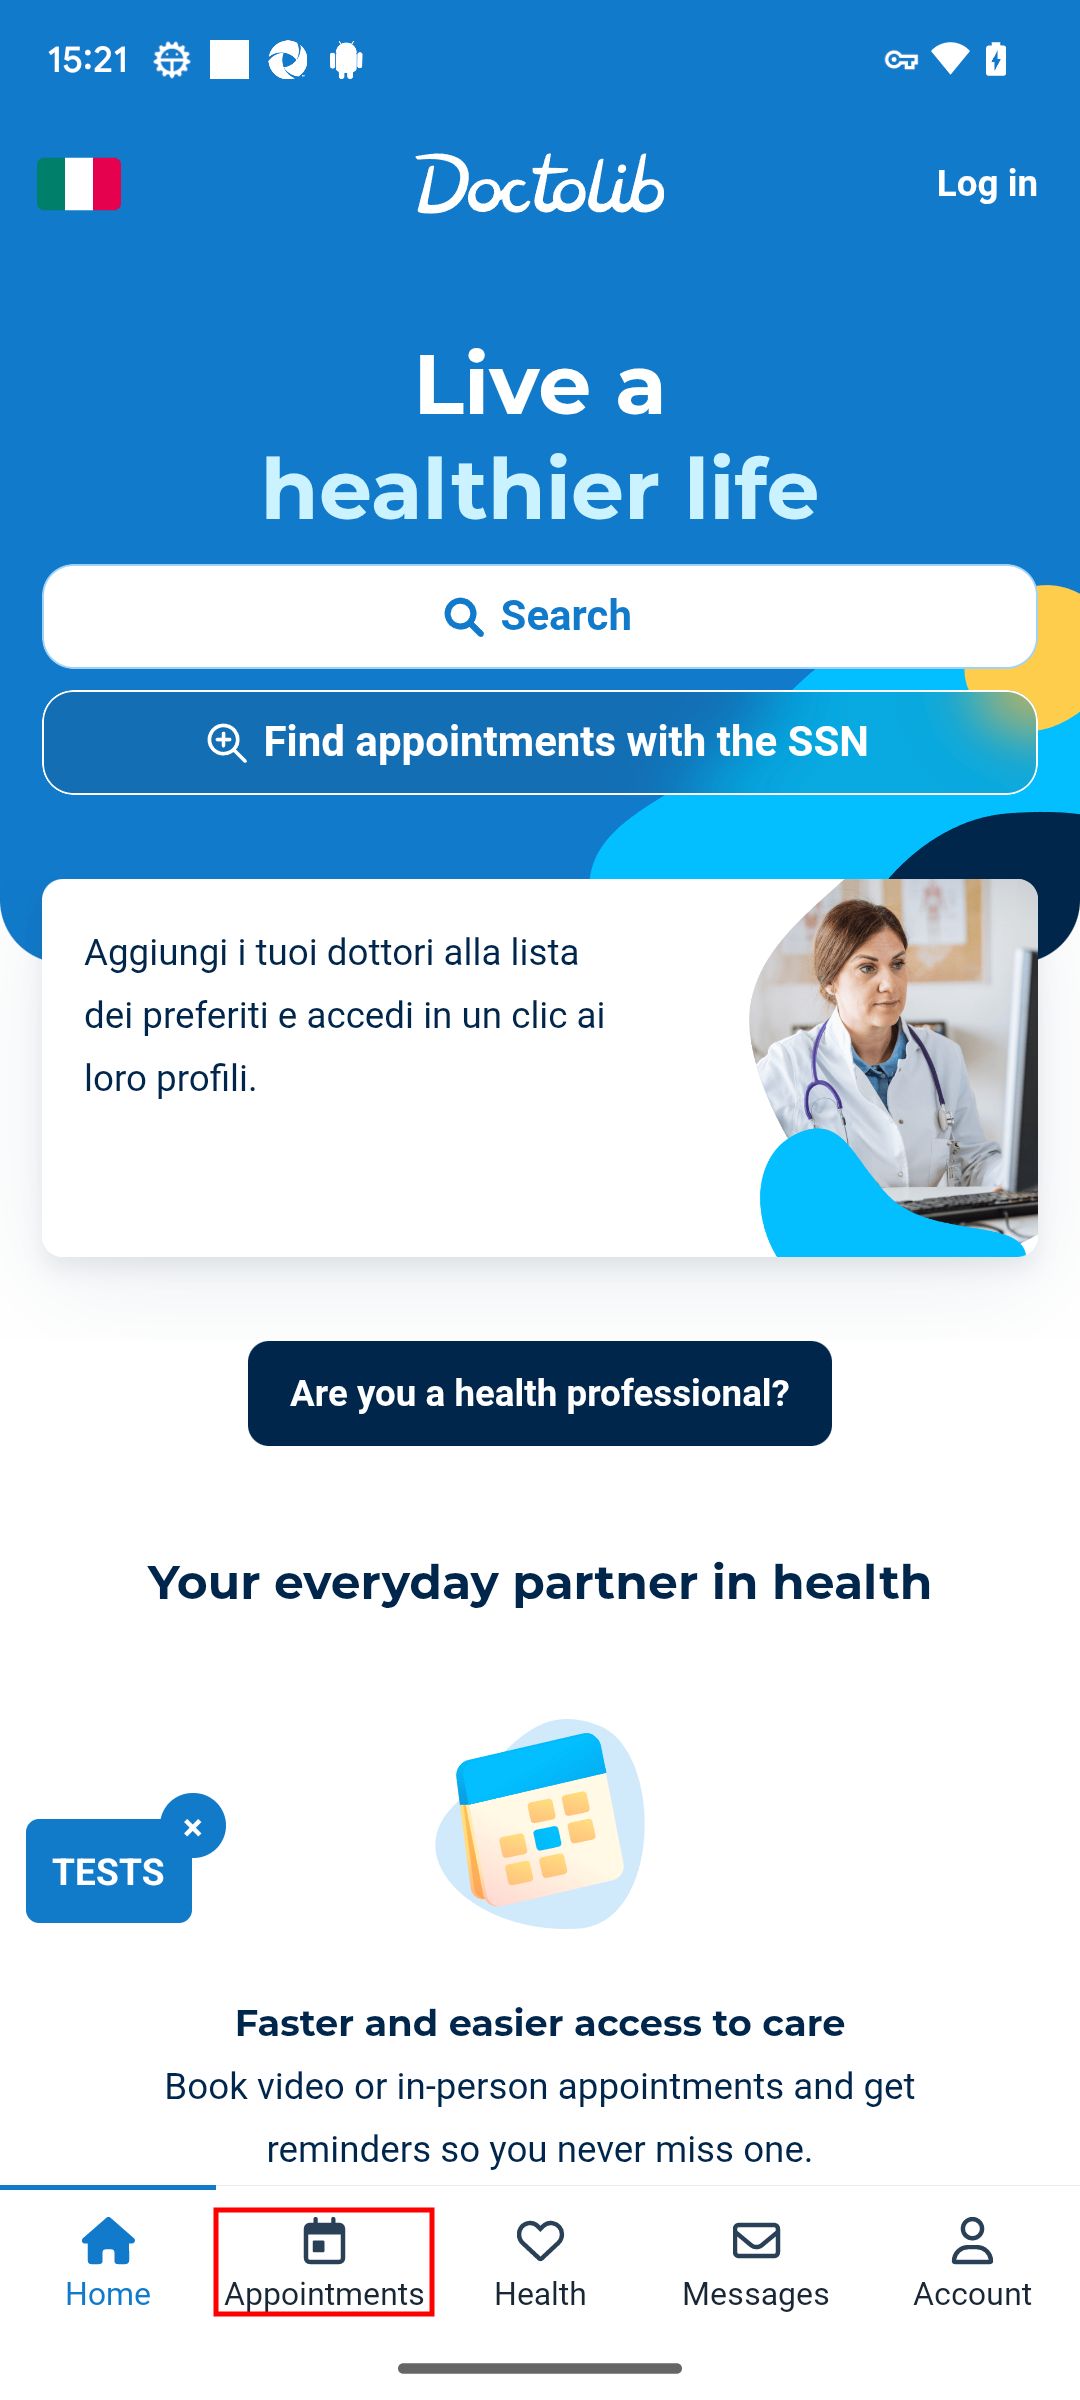 15:21
Doctolib
Log in
Live a
healthier life
Search
Find appointments with the SSN
Aggiungi i tuoi dottori alla lista
dei preferiti e accedi in un clic ai
loro profili.
Are you a health professional?
Your everyday partner in health
TESTS
Faster and easier access to care
Book video or in-person appointments and get
reminders so you never miss one.
Home
Appointments
Health
Messages
Account